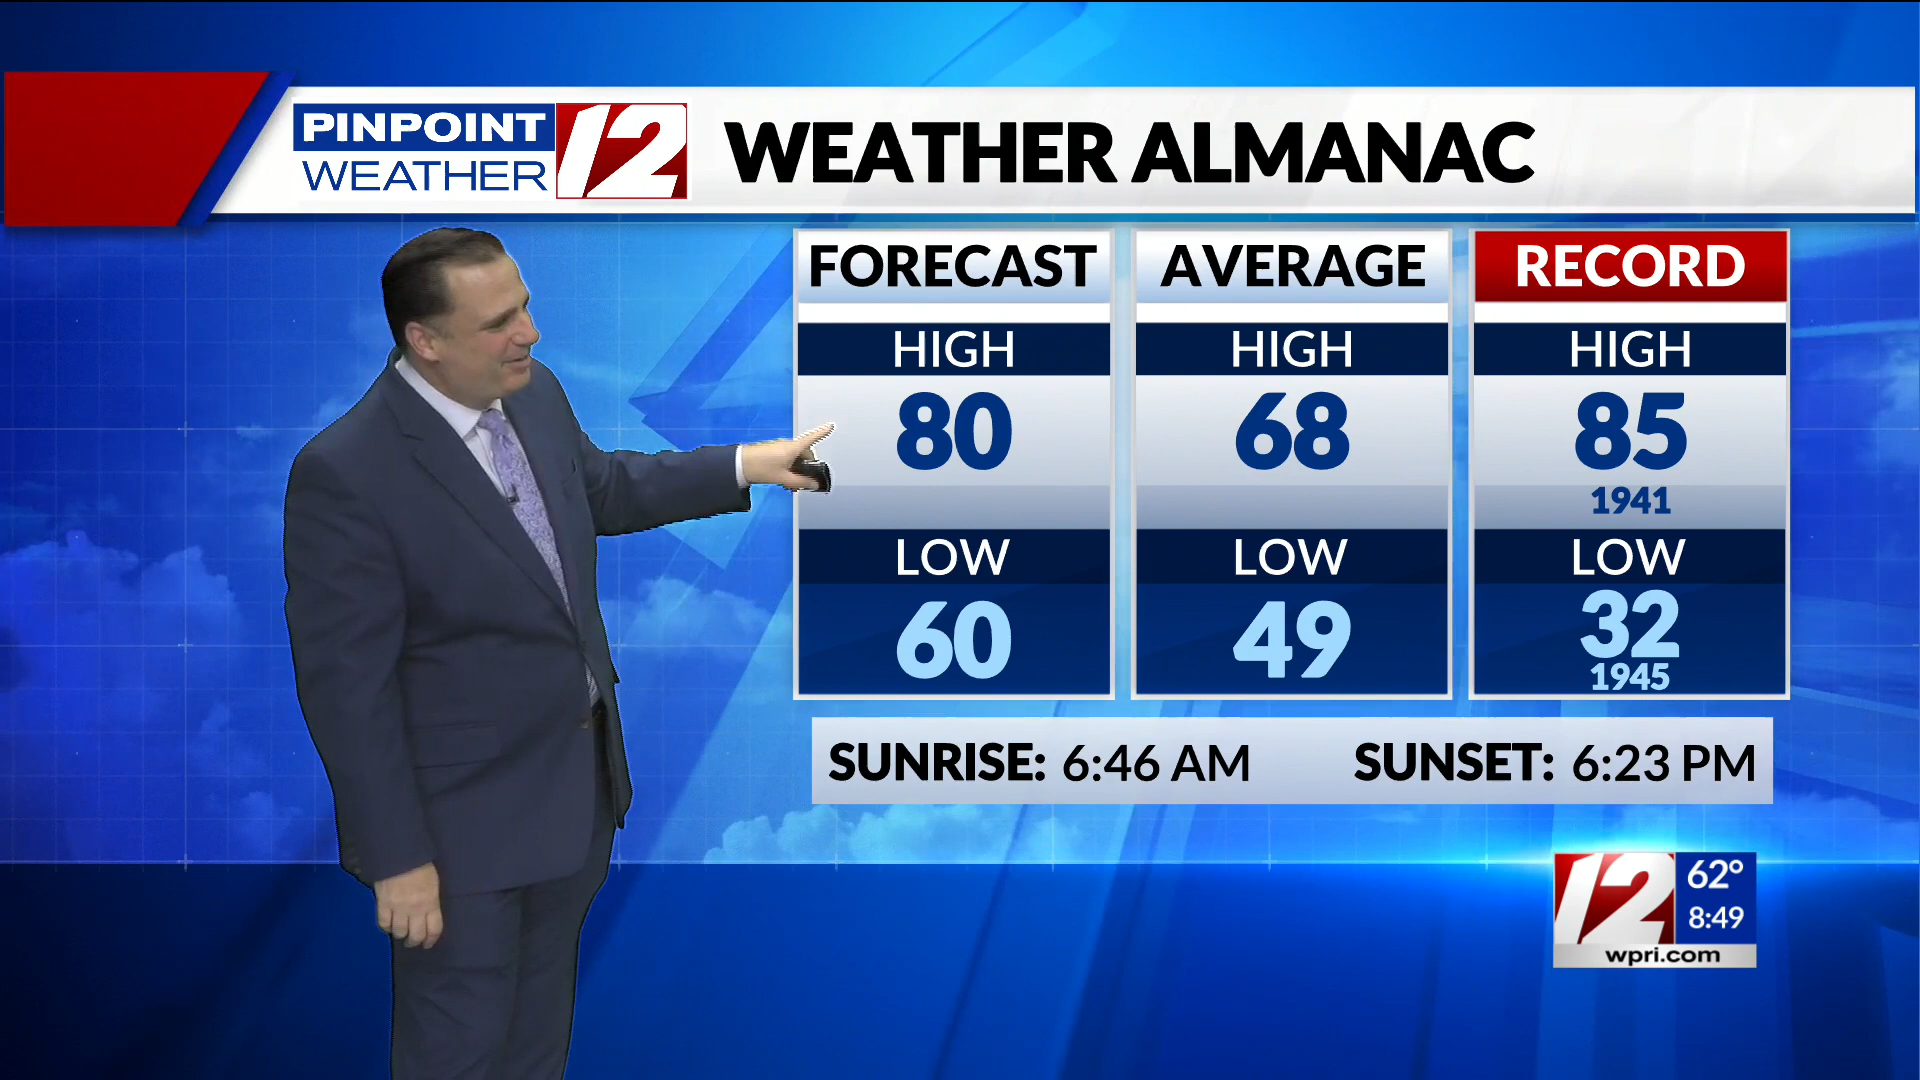 PINPOINT
WEATHER
12
WEATHER ALMANAC
FORECAST
HIGH
80
LOW
60
AVERAGE
HIGH
68
LOW
49
RECORD
HIGH
85
1941
LOW
32
1945
SUNRISE: 6:46 AM
SUNSET: 6:23 PM
12
62°
8:49
wpri.com